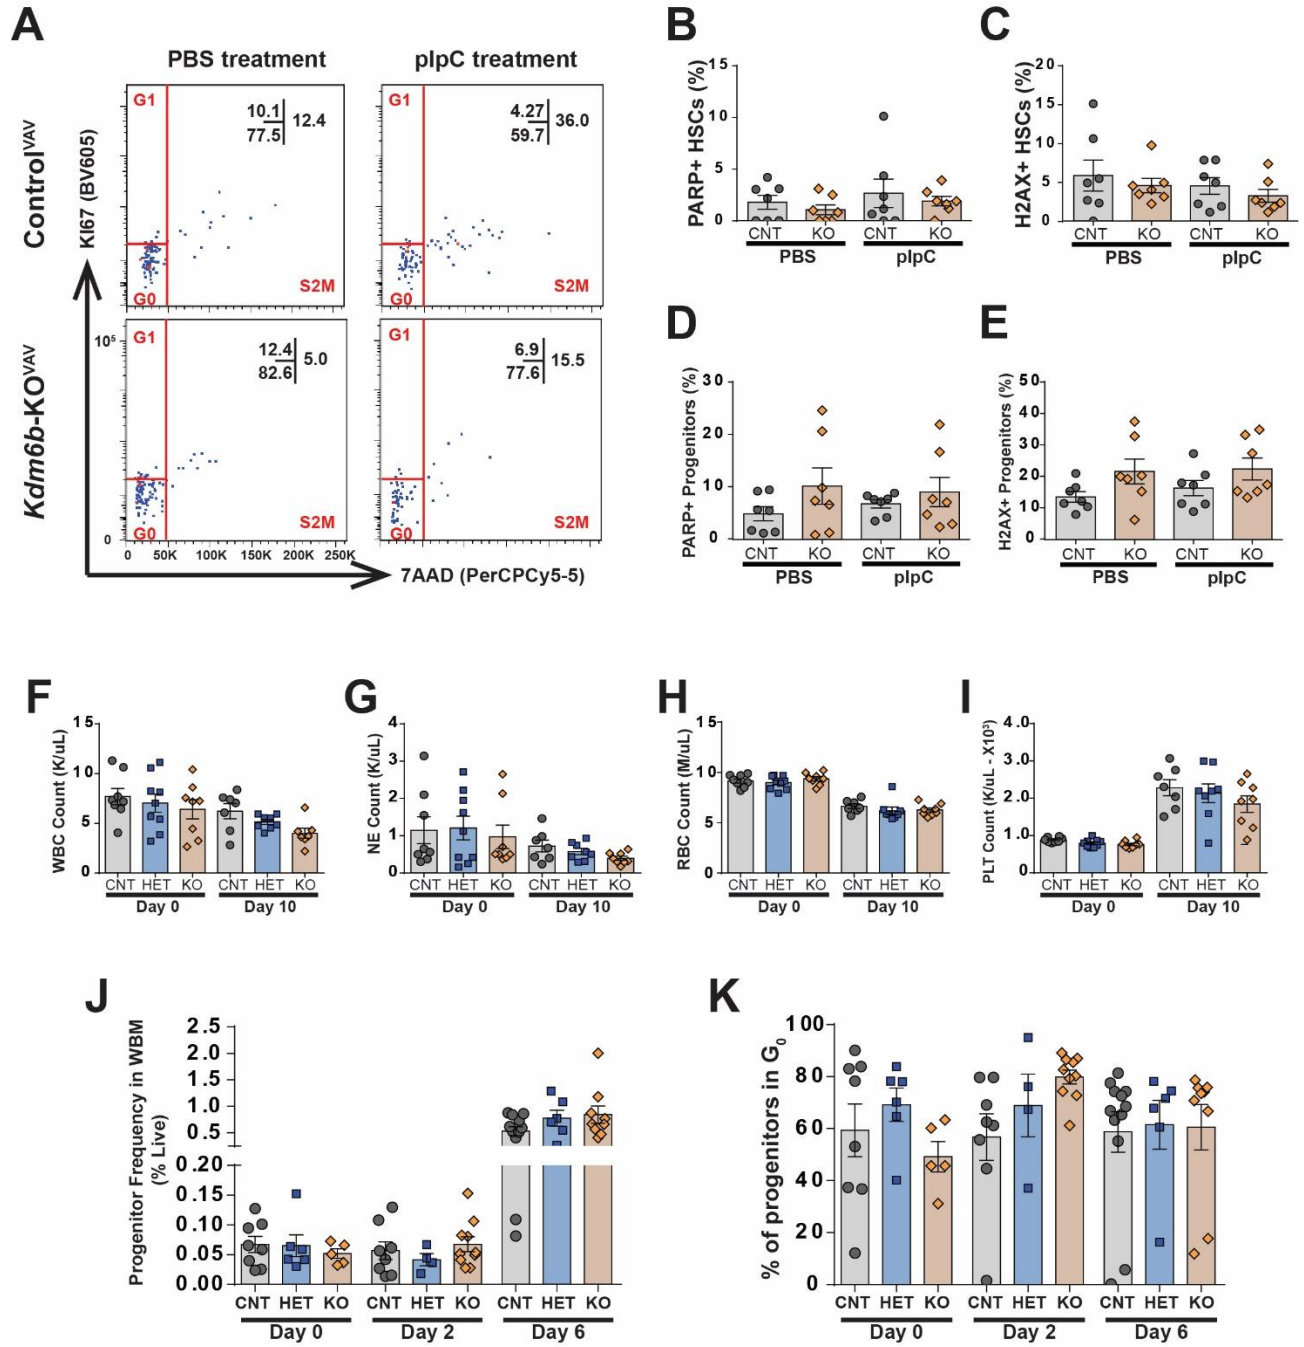 A
PBS treatment
pIpC treatment
Control^VAV
KI67 (BV605)
G1
10.1
77.5
12.4
G0
S2M
G1
4.27
59.7
36.0
G0
S2M
Kdm6b-KO^VAV
10⁵
0
G1
12.4
82.6
5.0
G0
S2M
G1
6.9
77.6
15.5
G0
S2M
0 50K 100K 150K 200K 250K
7AAD (PerCPCy5-5)
B
PARP+ HSCs (%)
15
10
5
0
CNT KO CNT KO
PBS pIpC
C
H2AX+ HSCs (%)
20
15
10
5
0
CNT KO CNT KO
PBS pIpC
D
PARP+ Progenitors (%)
30
20
10
0
CNT KO CNT KO
PBS pIpC
E
H2AX+ Progenitors (%)
50
40
30
20
10
0
CNT KO CNT KO
PBS pIpC
F
WBC Count (K/uL)
15
10
5
0
CNT HET KO CNT HET KO
Day 0 Day 10
G
NE Count (K/uL)
4
3
2
1
0
CNT HET KO CNT HET KO
Day 0 Day 10
H
RBC Count (M/uL)
15
10
5
0
CNT HET KO CNT HET KO
Day 0 Day 10
I
PLT Count (K/uL - X10³)
4.0
3.0
2.0
1.0
0
CNT HET KO CNT HET KO
Day 0 Day 10
J
Progenitor Frequency in WBM
(% Live)
2.5
2.0
1.5
1.0
0.5
0.20
0.15
0.10
0.05
0.00
CNT HET KO CNT HET KO CNT HET KO
Day 0 Day 2 Day 6
K
% of progenitors in G₀
100
80
60
40
20
0
CNT HET KO CNT HET KO CNT HET KO
Day 0 Day 2 Day 6